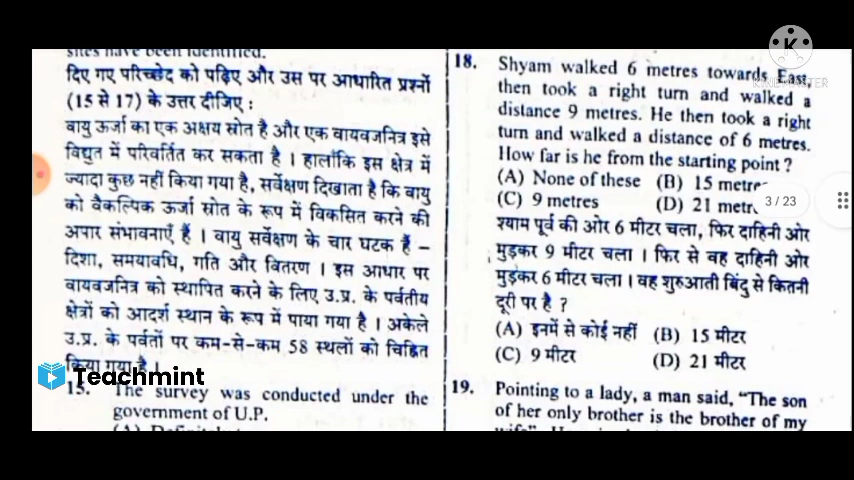 sites have been identified.
दिए गए परिच्छेद को पढ़िए और उस पर आधारित प्रश्नों
(15 से 17) के उत्तर दीजिए :
वायु ऊर्जा का एक अक्षय स्रोत है और एक वायवजनित्र इसे
विद्युत में परिवर्तित कर सकता है । हालाँकि इस क्षेत्र में
ज्यादा कुछ नहीं किया गया है, सर्वेक्षण दिखाता है कि वायु
को वैकल्पिक ऊर्जा स्रोत के रूप में विकसित करने की
अपार संभावनाएँ हैं । वायु सर्वेक्षण के चार घटक हैं –
दिशा, समयावधि, गति और वितरण । इस आधार पर
वायवजनित्र को स्थापित करने के लिए उ.प्र. के पर्वतीय
क्षेत्रों को आदर्श स्थान के रूप में पाया गया है । अकेले
उ.प्र. के पर्वतों पर कम-से-कम 58 स्थलों को चिह्नित
किया गया है ।
Teachmint
15. The survey was conducted under the
government of U.P.
(A)
18. Shyam walked 6 metres towards East,
then took a right turn and walked a
distance 9 metres. He then took a right
turn and walked a distance of 6 metres.
How far is he from the starting point ?
(A) None of these (B) 15 metre
(C) 9 metres (D) 21 metr
श्याम पूर्व की ओर 6 मीटर चला, फिर दाहिनी ओर
मुड़कर 9 मीटर चला । फिर से वह दाहिनी ओर
मुड़कर 6 मीटर चला । वह शुरुआती बिंदु से कितनी
दूरी पर है ?
(A) इनमें से कोई नहीं (B) 15 मीटर
(C) 9 मीटर (D) 21 मीटर
19. Pointing to a lady, a man said, "The son
of her only brother is the brother of my
wife".
3 / 23
KINEMASTER